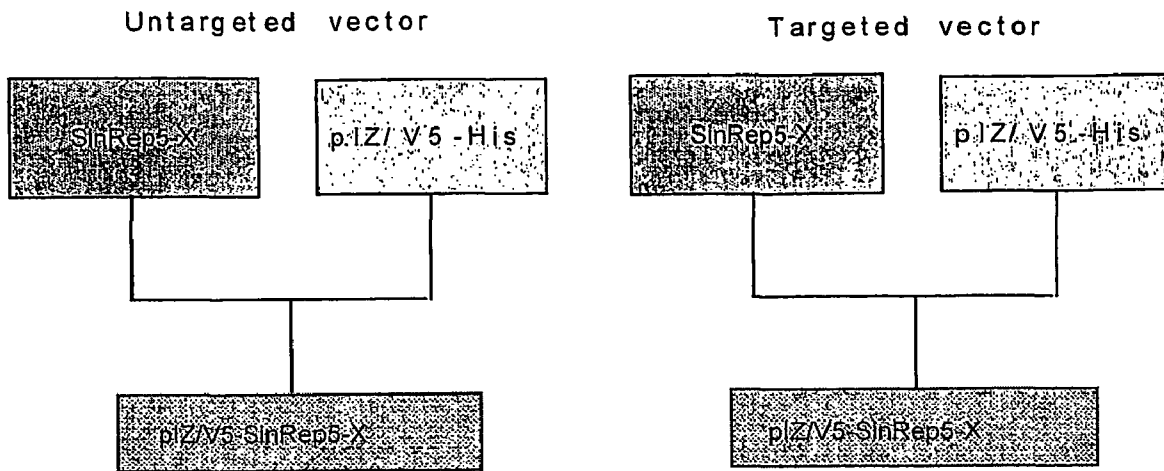 Untargeted vector
Targeted vector
SinRep5-X
pIZ/V5-His
SinRep5-X
pIZ/V5-His
pIZ/V5-SinRep5-X
pIZ/V5-SinRep5-X